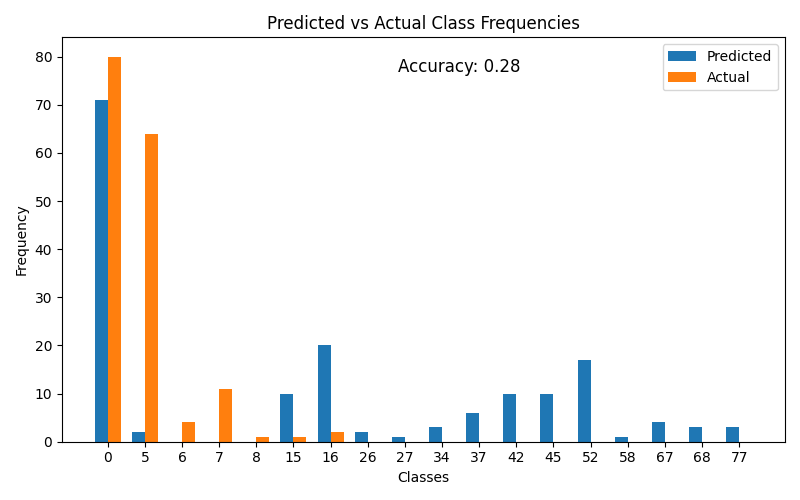 Predicted vs Actual Class Frequencies
Accuracy: 0.28
Predicted
Actual
Frequency
80
70
60
50
40
30
20
10
0
0 5 6 7 8 15 16 26 27 34 37 42 45 52 58 67 68 77
Classes